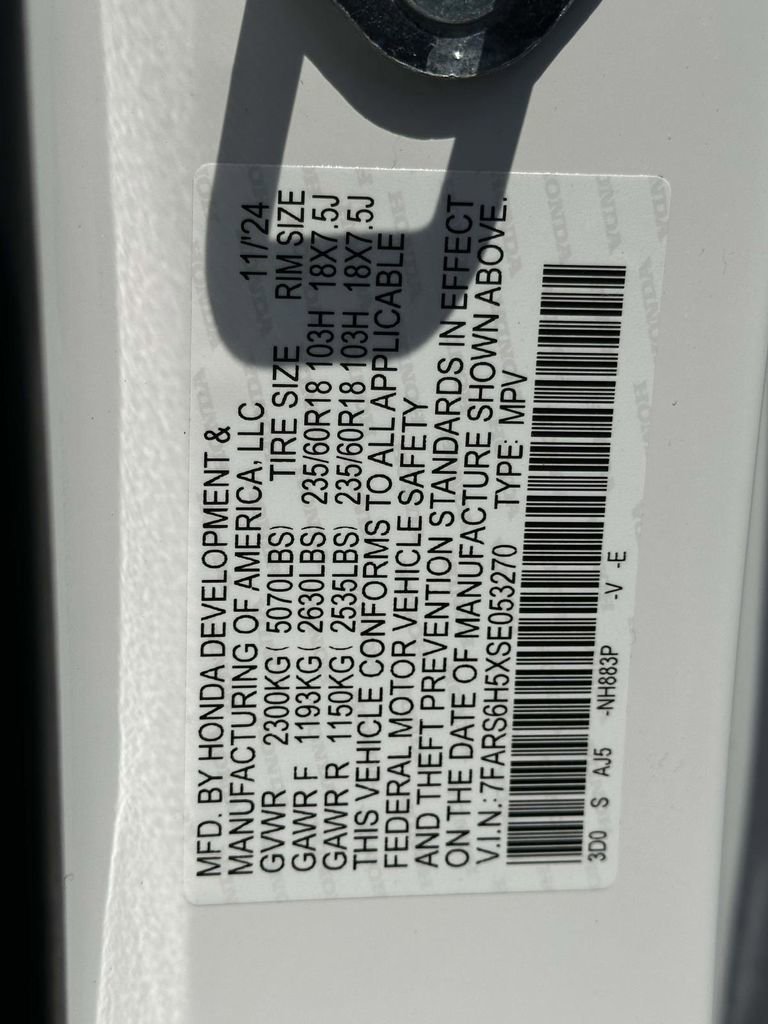 MFD. BY HONDA DEVELOPMENT &
MANUFACTURING OF AMERICA, LLC 11/'24
GVWR 2300KG( 5070LBS) TIRE SIZE RIM SIZE
GAWR F 1193KG( 2630LBS) 235/60R18 103H 18X7.5J
GAWR R 1150KG( 2535LBS) 235/60R18 103H 18X7.5J
THIS VEHICLE CONFORMS TO ALL APPLICABLE
FEDERAL MOTOR VEHICLE SAFETY
AND THEFT PREVENTION STANDARDS IN EFFECT
ON THE DATE OF MANUFACTURE SHOWN ABOVE.
V.I.N.: 7FARS6H5XSE053270 TYPE: MPV
3D0 S AJ5 -NH883P -V -E